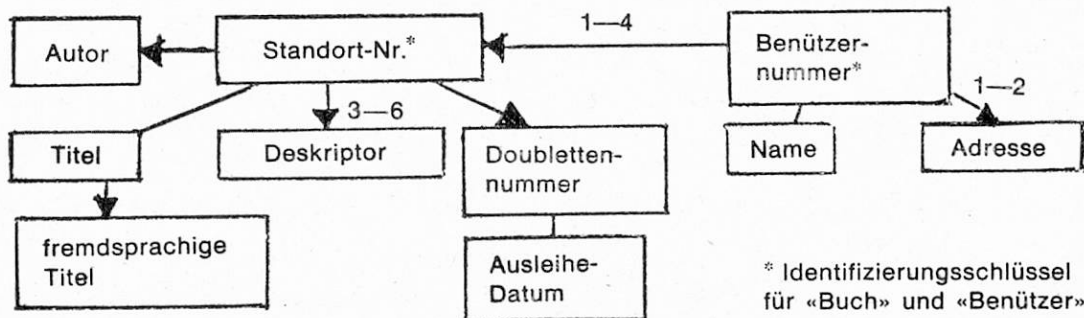 1—4
Autor
Standort-Nr.*
Benützer-
nummer*
3—6
1—2
Titel
Deskriptor
Doubletten-
nummer
Name
Adresse
fremdsprachige
Titel
Ausleihe-
Datum
* Identifizierungsschlüssel
für «Buch» und «Benützer»